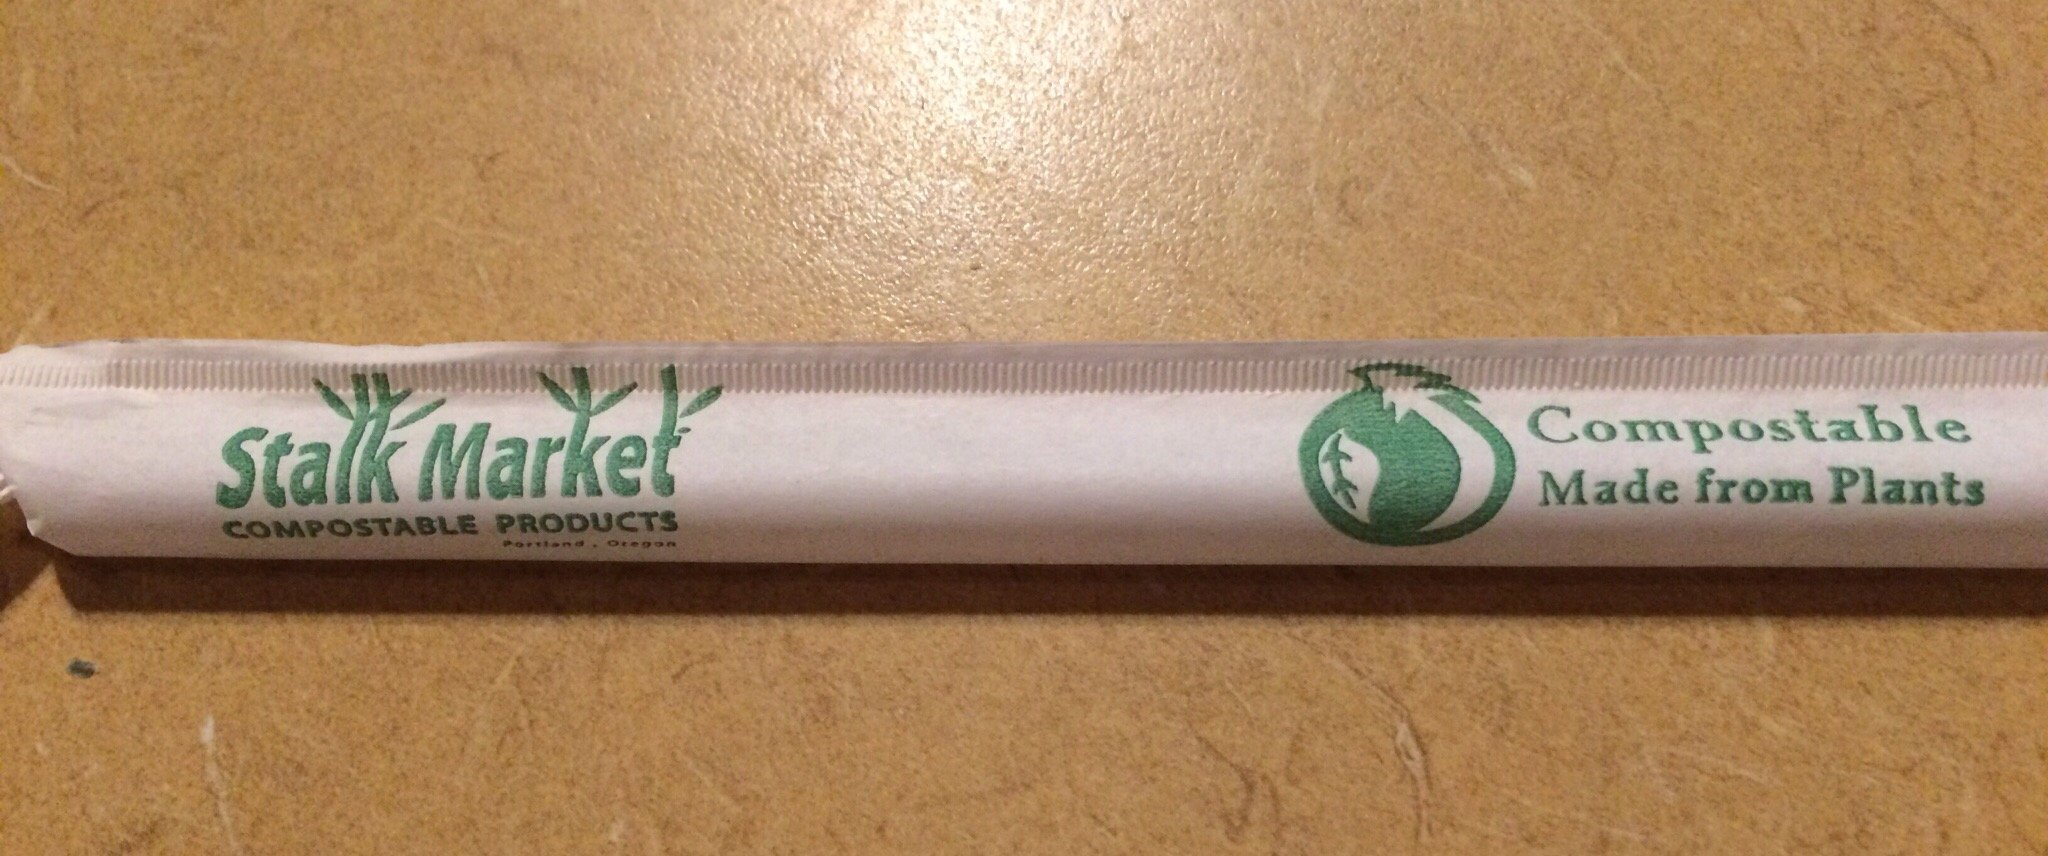 Stalk Market
COMPOSTABLE PRODUCTS
Portland, Oregon
Compostable
Made from Plants